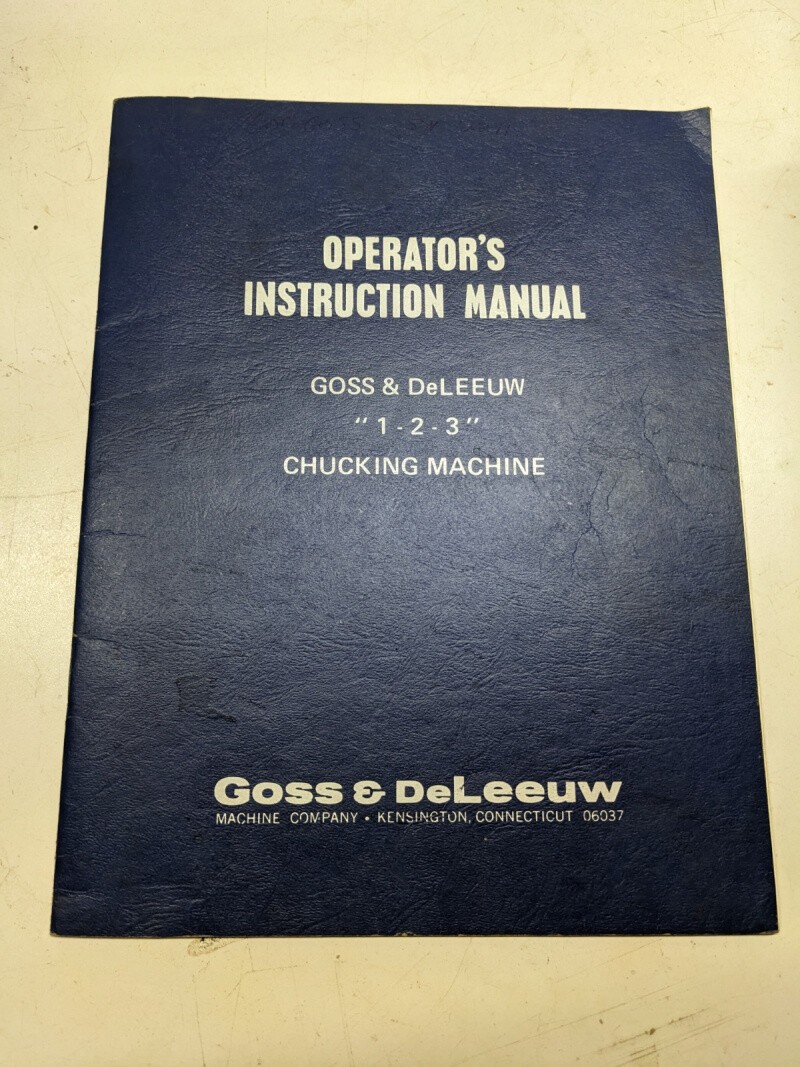 OPERATOR'S
INSTRUCTION MANUAL
GOSS & DeLEEUW
"1-2-3"
CHUCKING MACHINE
Goss & DeLeeuw
MACHINE COMPANY • KENSINGTON, CONNECTICUT 06037